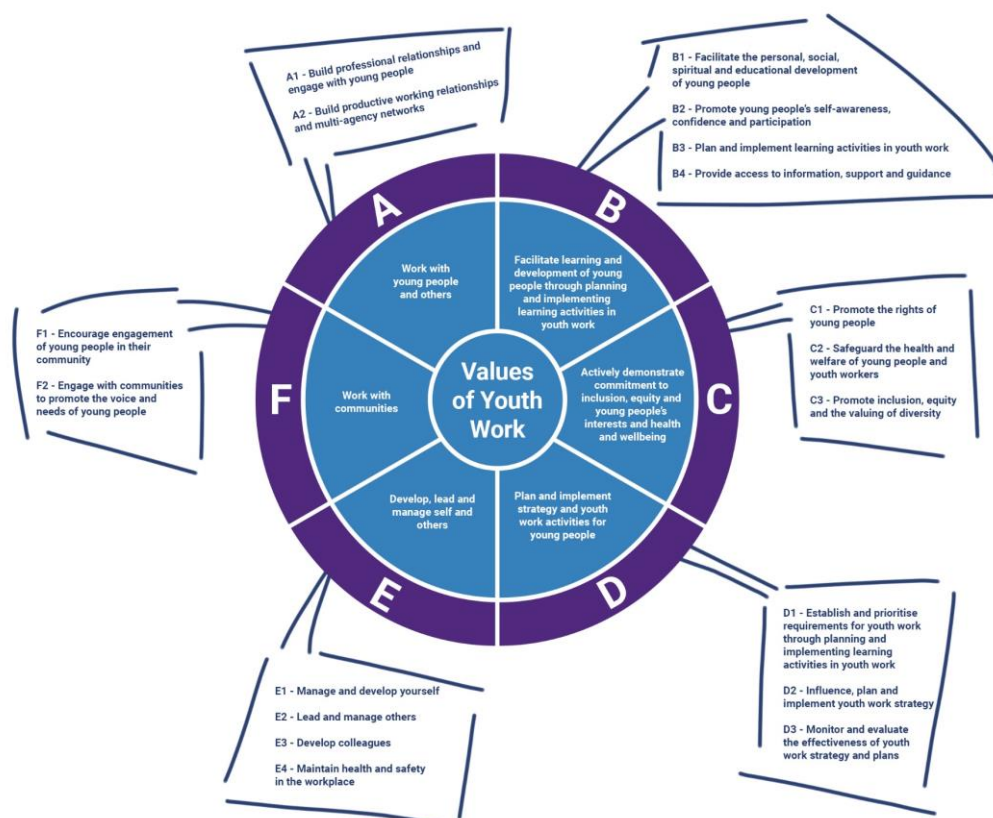 A1 - Build professional relationships and
engage with young people
A2 - Build productive working relationships
and multi-agency networks
B1 - Facilitate the personal, social,
spiritual and educational development
of young people
B2 - Promote young people's self-awareness,
confidence and participation
B3 - Plan and implement learning activities in youth work
B4 - Provide access to information, support and guidance
A
B
Work with
young people
and others
Facilitate learning and
development of young
people through planning
and implementing
learning activities in
youth work
F1 - Encourage engagement
of young people in their
community
F2 - Engage with communities
to promote the voice and
needs of young people
F
Work with
communities
Values
of Youth
Work
Actively demonstrate
commitment to
inclusion, equity and
young people's
interests and health
and wellbeing
C
C1 - Promote the rights of
young people
C2 - Safeguard the health and
welfare of young people and
youth workers
C3 - Promote inclusion, equity
and the valuing of diversity
Develop, lead and
manage self and
others
Plan and implement
strategy and youth
work activities for
young people
E
D
E1 - Manage and develop yourself
E2 - Lead and manage others
E3 - Develop colleagues
E4 - Maintain health and safety
in the workplace
D1 - Establish and prioritise
requirements for youth work
through planning and
implementing learning
activities in youth work
D2 - Influence, plan and
implement youth work strategy
D3 - Monitor and evaluate
the effectiveness of youth
work strategy and plans